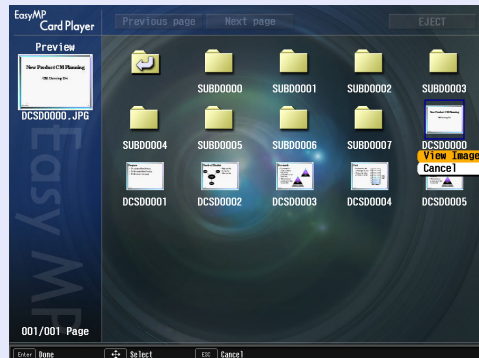 EasyMP
Card Player
Previous page
Next page
EJECT
Preview
New Product CM Planning
DCSD0000.JPG
SUBD0000
SUBD0001
SUBD0002
SUBD0003
SUBD0004
SUBD0005
SUBD0006
SUBD0007
DCSD0000
View Image
Cancel
DCSD0001
DCSD0002
DCSD0003
DCSD0004
DCSD0005
Easy MP
001/001 Page
Enter Done
Select
ESC Cancel